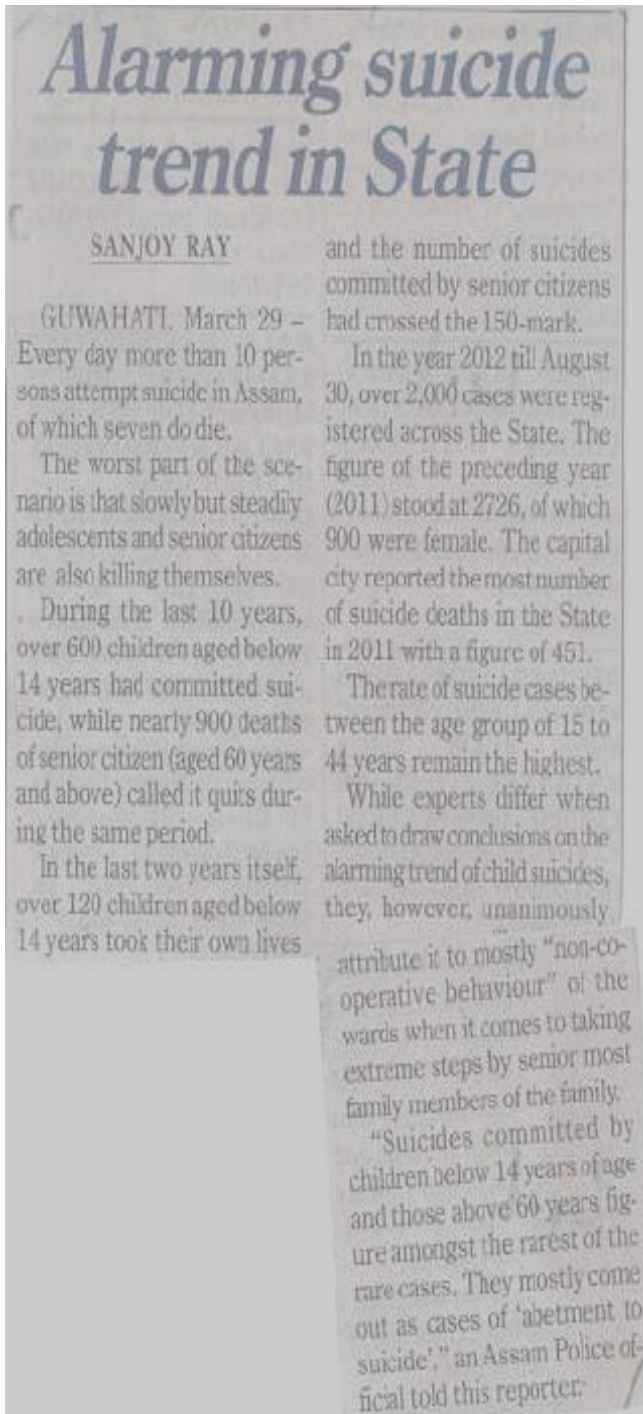 Alarming suicide
trend in State
SANJOY RAY
GUWAHATI, March 29 –
Every day more than 10 per-
sons attempt suicide in Assam,
of which seven do die.
The worst part of the sce-
nario is that slowly but steadily
adolescents and senior citizens
are also killing themselves.
During the last 10 years,
over 600 children aged below
14 years had committed sui-
cide, while nearly 900 deaths
of senior citizen (aged 60 years
and above) called it quits dur-
ing the same period.
In the last two years itself,
over 120 children aged below
14 years took their own lives
and the number of suicides
committed by senior citizens
had crossed the 150-mark.
In the year 2012 till August
30, over 2,000 cases were reg-
istered across the State. The
figure of the preceding year
(2011) stood at 2726, of which
900 were female. The capital
city reported the most number
of suicide deaths in the State
in 2011 with a figure of 451.
The rate of suicide cases be-
tween the age group of 15 to
44 years remain the highest.
While experts differ when
asked to draw conclusions on the
alarming trend of child suicides,
they, however, unanimously
attribute it to mostly "non-co-
operative behaviour" of the
wards when it comes to taking
extreme steps by senior most
family members of the family.
"Suicides committed by
children below 14 years of age
and those above 60 years fig-
ure amongst the rarest of the
rare cases. They mostly come
out as cases of 'abetment to
suicide'," an Assam Police of-
ficial told this reporter.